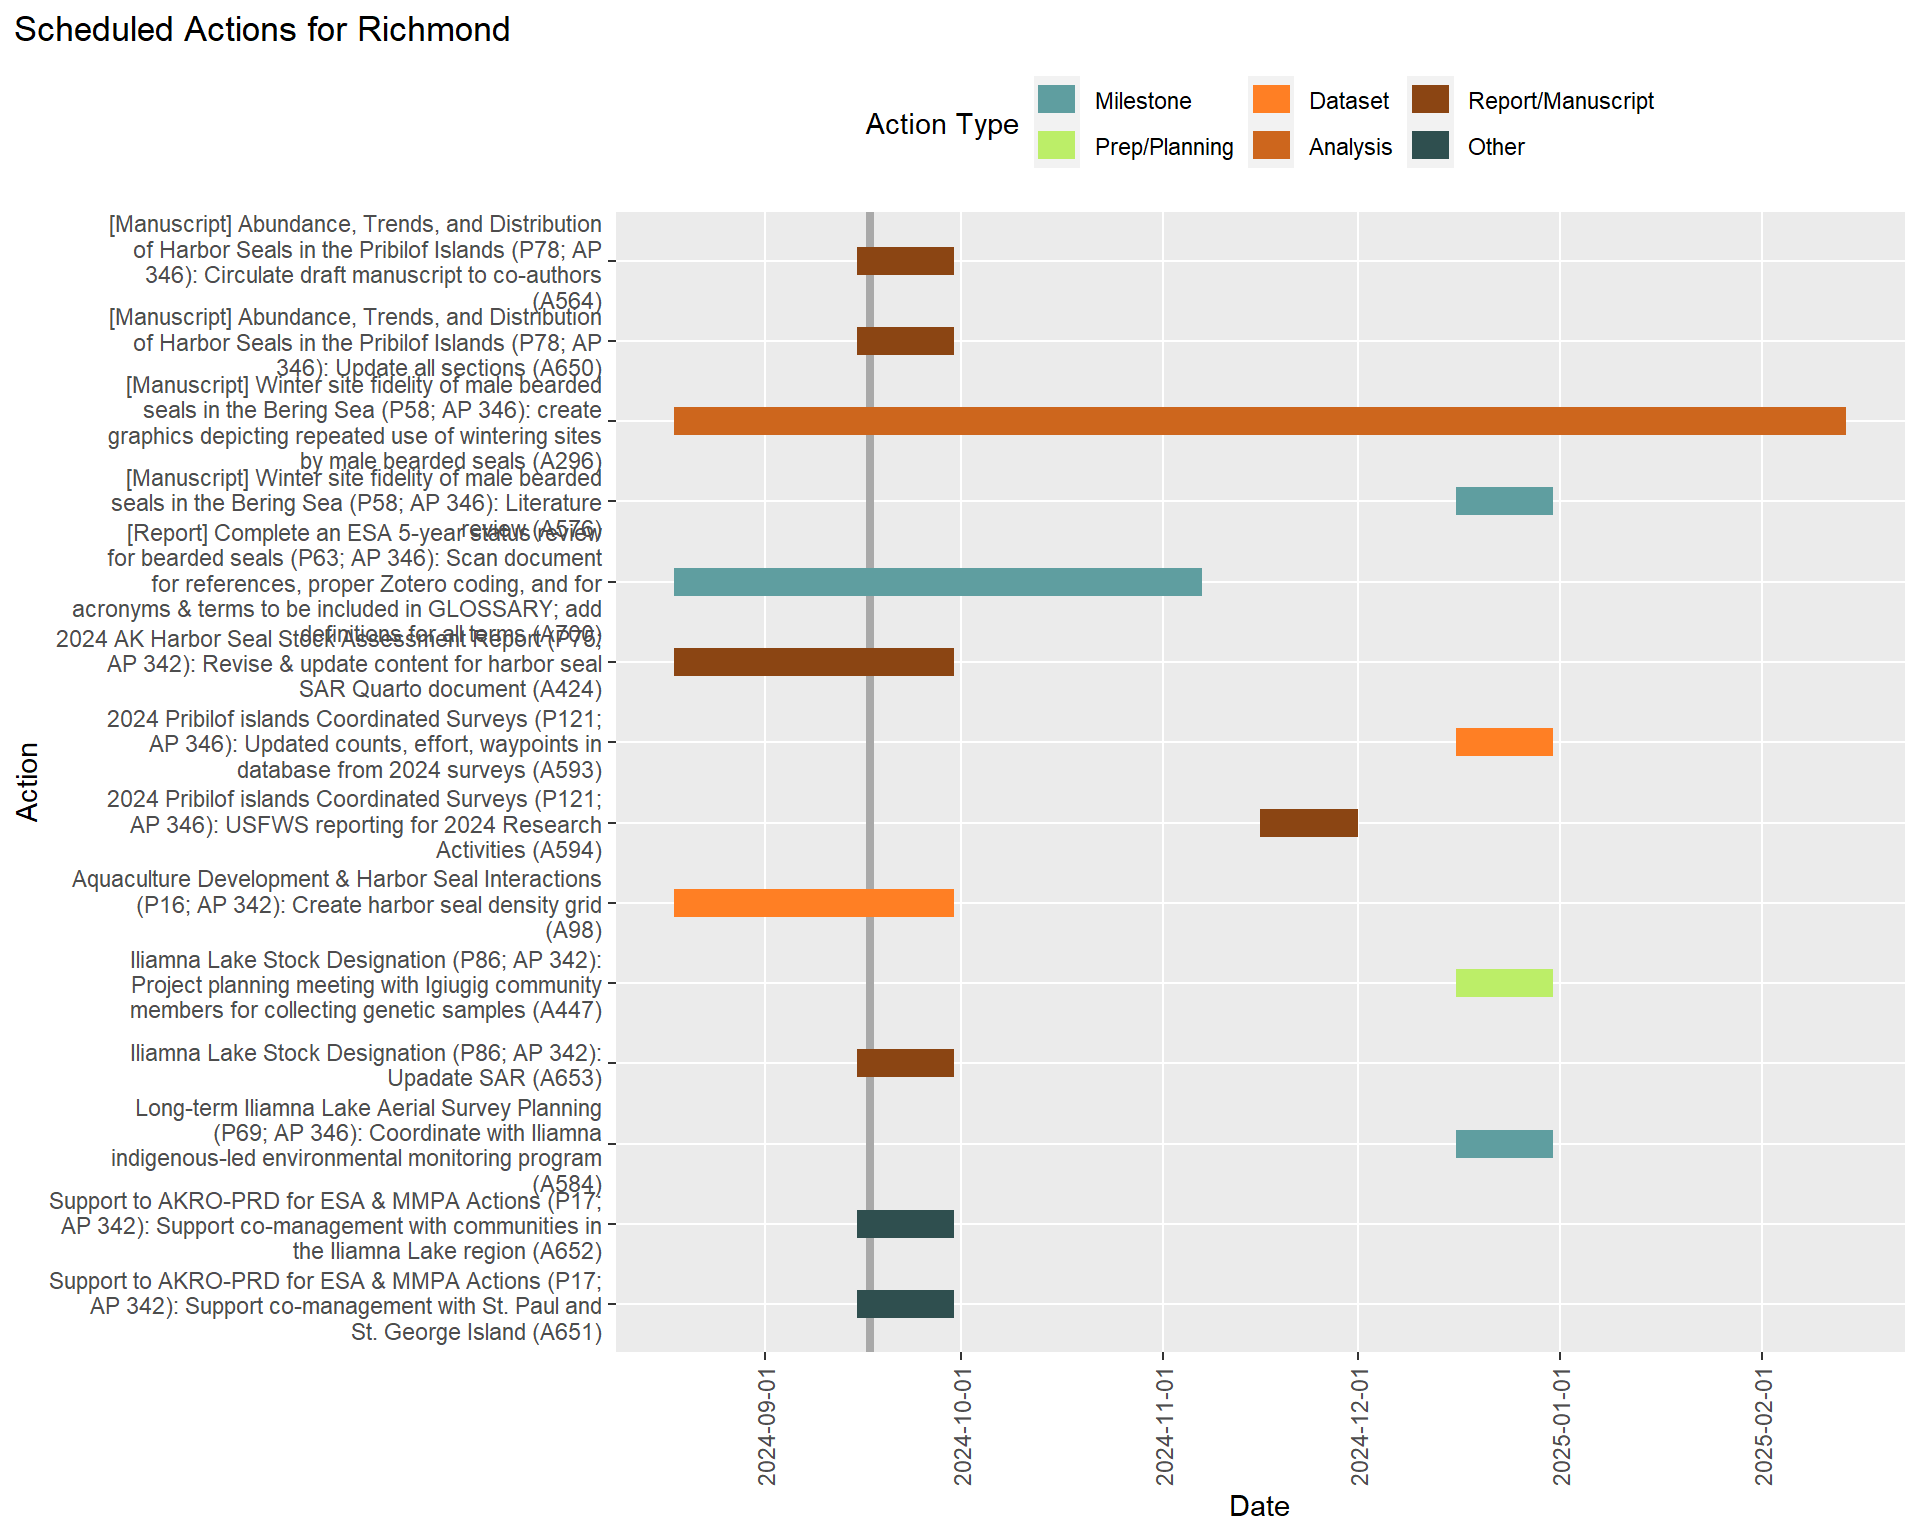 Scheduled Actions for Richmond
Action Type
Milestone
Dataset
Report/Manuscript
Prep/Planning
Analysis
Other
[Manuscript] Abundance, Trends, and Distribution
of Harbor Seals in the Pribilof Islands (P78; AP
346): Circulate draft manuscript to co-authors
(A564)
[Manuscript] Abundance, Trends, and Distribution
of Harbor Seals in the Pribilof Islands (P78; AP
346): Update all sections (A650)
[Manuscript] Winter site fidelity of male bearded
seals in the Bering Sea (P58; AP 346): create
graphics depicting repeated use of wintering sites
by male bearded seals (A296)
[Manuscript] Winter site fidelity of male bearded
seals in the Bering Sea (P58; AP 346): Literature
review (A576)
[Report] Complete an ESA 5-year status review
for bearded seals (P63; AP 346): Scan document
for references, proper Zotero coding, and for
acronyms & terms to be included in GLOSSARY; add
definitions for all terms (A700)
2024 AK Harbor Seal Stock Assessment Report (P75;
AP 342): Revise & update content for harbor seal
SAR Quarto document (A424)
2024 Pribilof islands Coordinated Surveys (P121;
AP 346): Updated counts, effort, waypoints in
database from 2024 surveys (A593)
2024 Pribilof islands Coordinated Surveys (P121;
AP 346): USFWS reporting for 2024 Research
Activities (A594)
Aquaculture Development & Harbor Seal Interactions
(P16; AP 342): Create harbor seal density grid
(A98)
Iliamna Lake Stock Designation (P86; AP 342):
Project planning meeting with Igiugig community
members for collecting genetic samples (A447)
Iliamna Lake Stock Designation (P86; AP 342):
Upadate SAR (A653)
Long-term Iliamna Lake Aerial Survey Planning
(P69; AP 346): Coordinate with Iliamna
indigenous-led environmental monitoring program
(A584)
Support to AKRO-PRD for ESA & MMPA Actions (P17;
AP 342): Support co-management with communities in
the Iliamna Lake region (A652)
Support to AKRO-PRD for ESA & MMPA Actions (P17;
AP 342): Support co-management with St. Paul and
St. George Island (A651)
Action
2024-09-01
2024-10-01
2024-11-01
2024-12-01
2025-01-01
2025-02-01
Date